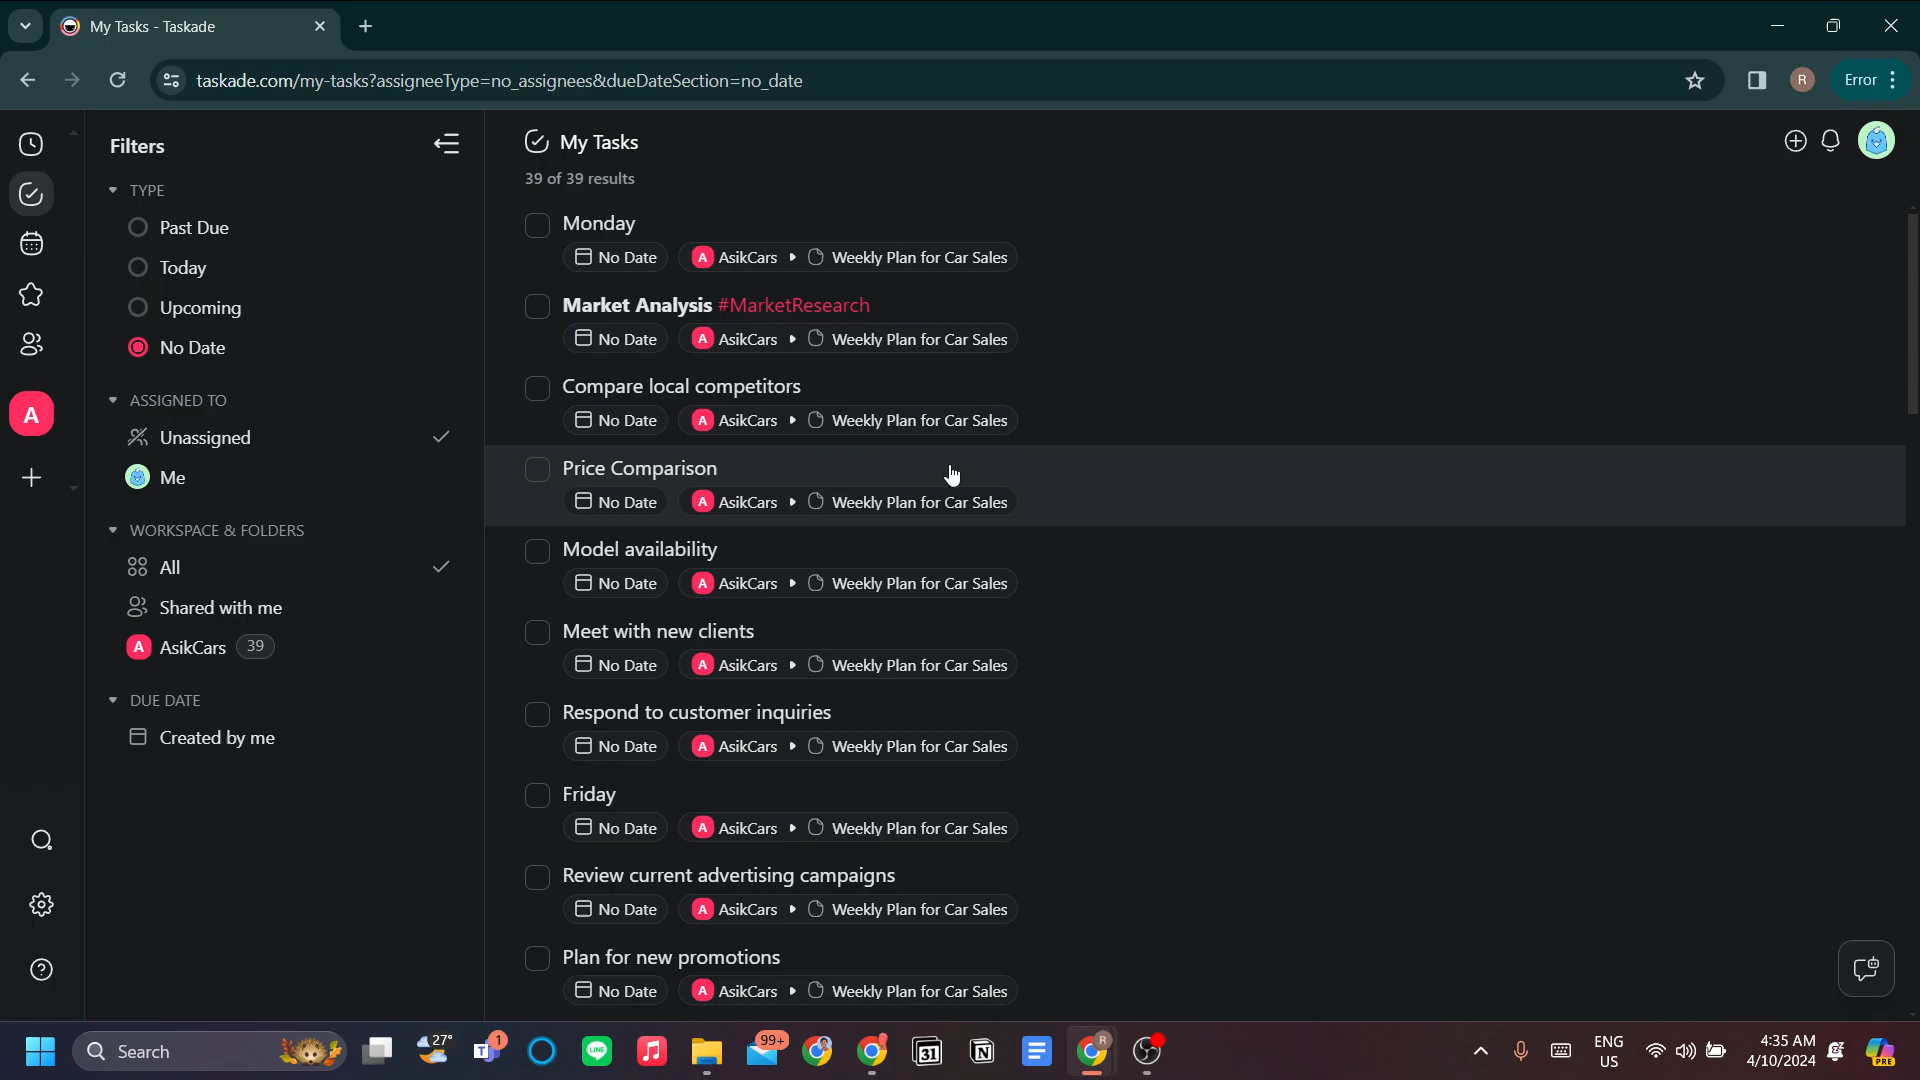 My Tasks - Taskade
taskade.com/my-tasks?assigneeType=no_assignees&dueDateSection=no_date
R
Error
Filters
TYPE
Past Due
Today
Upcoming
No Date
ASSIGNED TO
Unassigned
Me
WORKSPACE & FOLDERS
All
Shared with me
A AsikCars 39
DUE DATE
Created by me
A
My Tasks
39 of 39 results
Monday
No Date A AsikCars Weekly Plan for Car Sales
Market Analysis #MarketResearch
No Date A AsikCars Weekly Plan for Car Sales
Compare local competitors
No Date A AsikCars Weekly Plan for Car Sales
Price Comparison
No Date A AsikCars Weekly Plan for Car Sales
Model availability
No Date A AsikCars Weekly Plan for Car Sales
Meet with new clients
No Date A AsikCars Weekly Plan for Car Sales
Respond to customer inquiries
No Date A AsikCars Weekly Plan for Car Sales
Friday
No Date A AsikCars Weekly Plan for Car Sales
Review current advertising campaigns
No Date A AsikCars Weekly Plan for Car Sales
Plan for new promotions
No Date A AsikCars Weekly Plan for Car Sales
Search
27°
1
LINE
99+
31
R
ENG
US
4:35 AM
4/10/2024
PRE